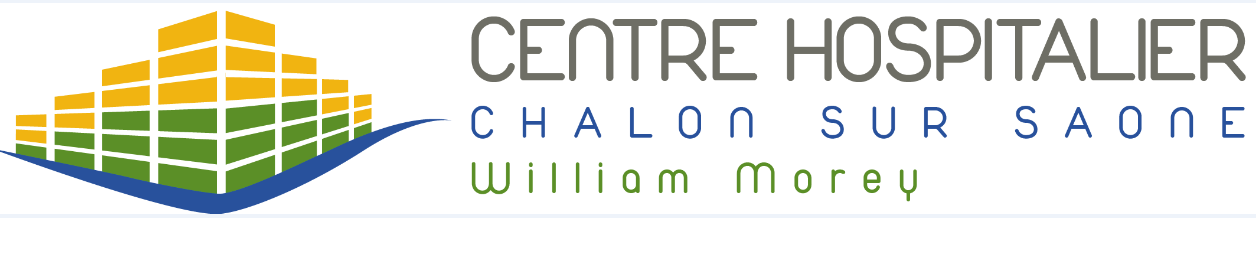 CENTRE HOSPITALIER
CHALON SUR SAONE
William Morey